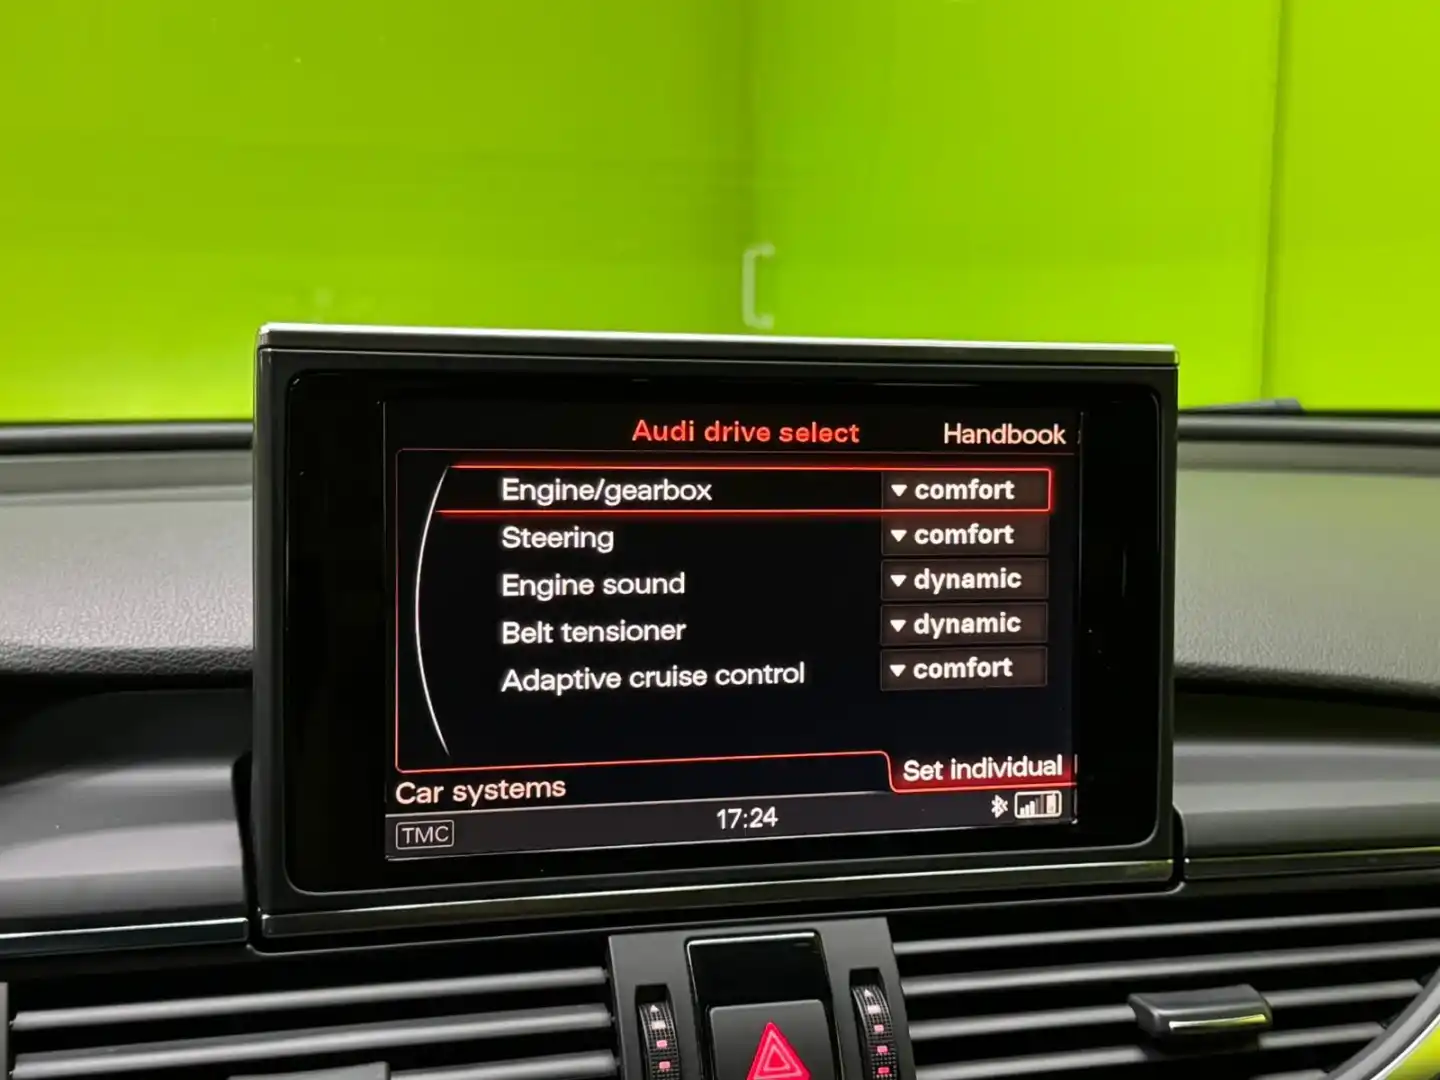 Audi drive select Handbook
Engine/gearbox ▼ comfort
Steering ▼ comfort
Engine sound ▼ dynamic
Belt tensioner ▼ dynamic
Adaptive cruise control ▼ comfort
Set individual
Car systems
TMC 17:24